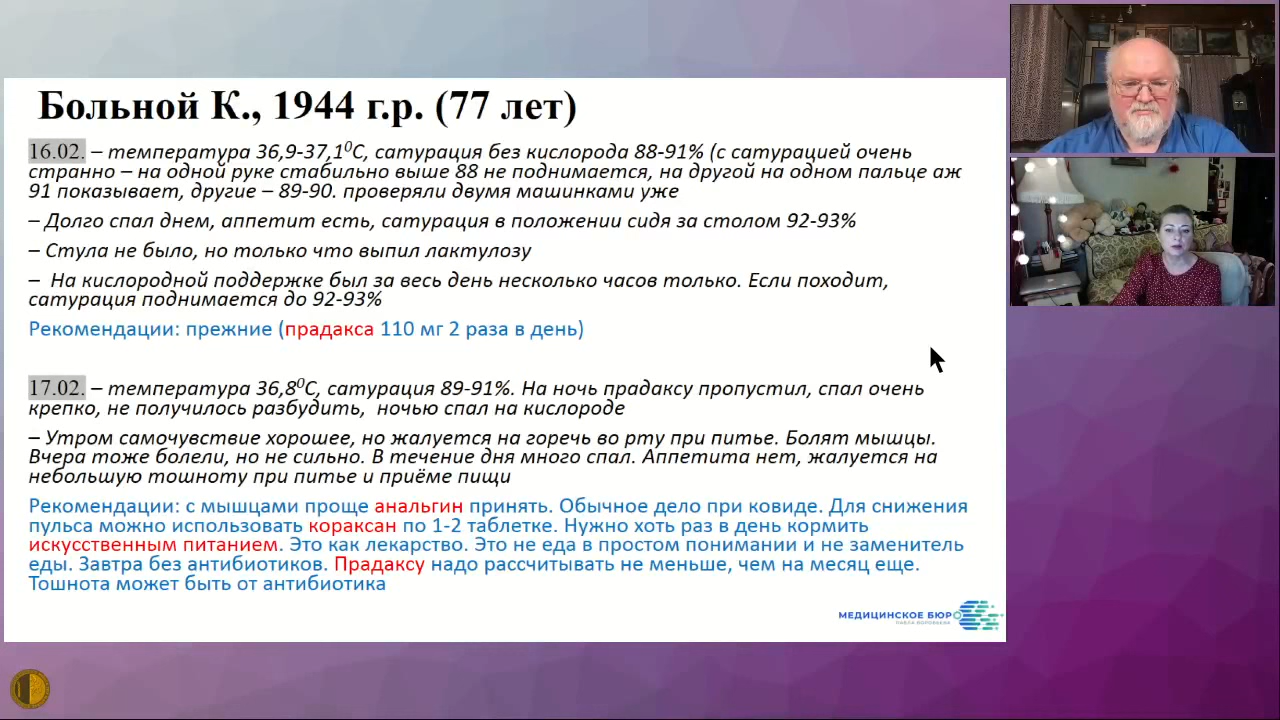 Больной К., 1944 г.р. (77 лет)
16.02. – температура 36,9-37,1⁰С, сатурация без кислорода 88-91% (с сатурацией очень
странно – на одной руке стабильно выше 88 не поднимается, на другой на одном пальце аж
91 показывает, другие – 89-90. проверяли двумя машинками уже
– Долго спал днем, аппетит есть, сатурация в положении сидя за столом 92-93%
– Стула не было, но только что выпил лактулозу
– На кислородной поддержке был за весь день несколько часов только. Если походит,
сатурация поднимается до 92-93%
Рекомендации: прежние (прадакса 110 мг 2 раза в день)
17.02. – температура 36,8⁰С, сатурация 89-91%. На ночь прадаксу пропустил, спал очень
крепко, не получилось разбудить, ночью спал на кислороде
– Утром самочувствие хорошее, но жалуется на горечь во рту при питье. Болят мышцы.
Вчера тоже болели, но не сильно. В течение дня много спал. Аппетита нет, жалуется на
небольшую тошноту при питье и приёме пищи
Рекомендации: с мышцами проще анальгин принять. Обычное дело при ковиде. Для снижения
пульса можно использовать кораксан по 1-2 таблетке. Нужно хоть раз в день кормить
искусственным питанием. Это как лекарство. Это не еда в простом понимании и не заменитель
еды. Завтра без антибиотиков. Прадаксу надо рассчитывать не меньше, чем на месяц еще.
Тошнота может быть от антибиотика
МЕДИЦИНСКОЕ БЮРО
ПАВЛА ВОРОБЬЕВА